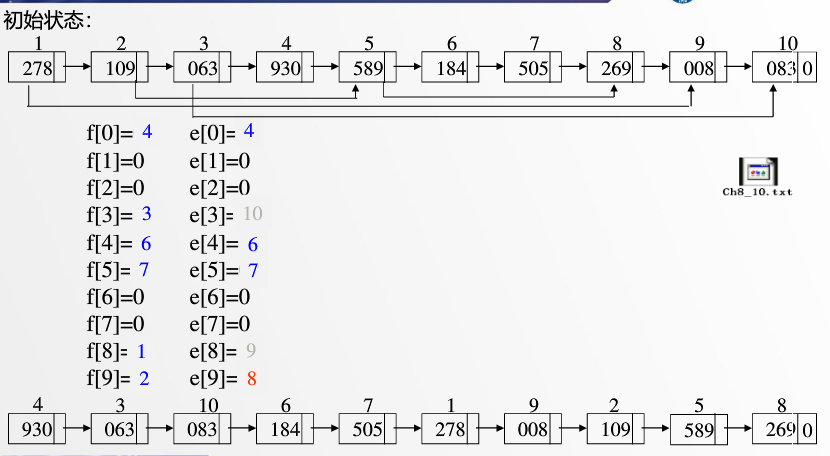 初始状态：
1 2 3 4 5 6 7 8 9 10
278 109 063 930 589 184 505 269 008 083 0
f[0]= 4 e[0]= 4
f[1]=0 e[1]=0
f[2]=0 e[2]=0
f[3]= 3 e[3]= 10
f[4]= 6 e[4]= 6
f[5]= 7 e[5]= 7
f[6]=0 e[6]=0
f[7]=0 e[7]=0
f[8]= 1 e[8]= 9
f[9]= 2 e[9]= 8
Ch8_10.txt
4 3 10 6 7 1 9 2 5 8
930 063 083 184 505 278 008 109 589 269 0